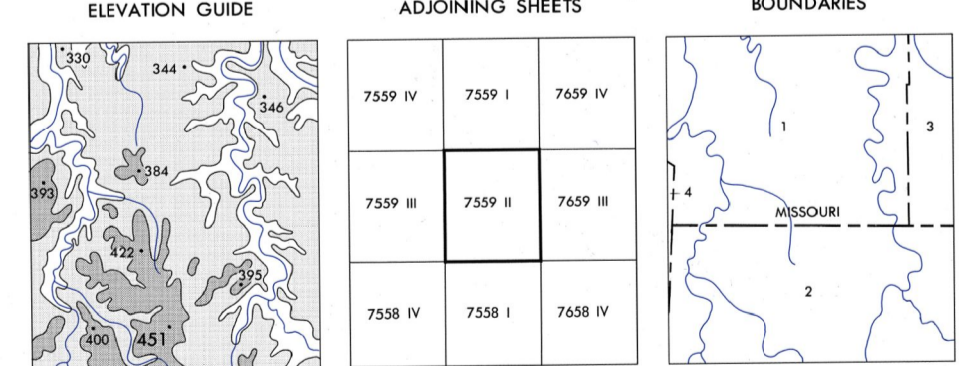 ELEVATION GUIDE
330
344
346
384
393
422
395
400
451
ADJOINING SHEETS
7559 IV 7559 I 7659 IV
7559 III 7559 II 7659 III
7558 IV 7558 I 7658 IV
BOUNDARIES
1
3
4
MISSOURI
2